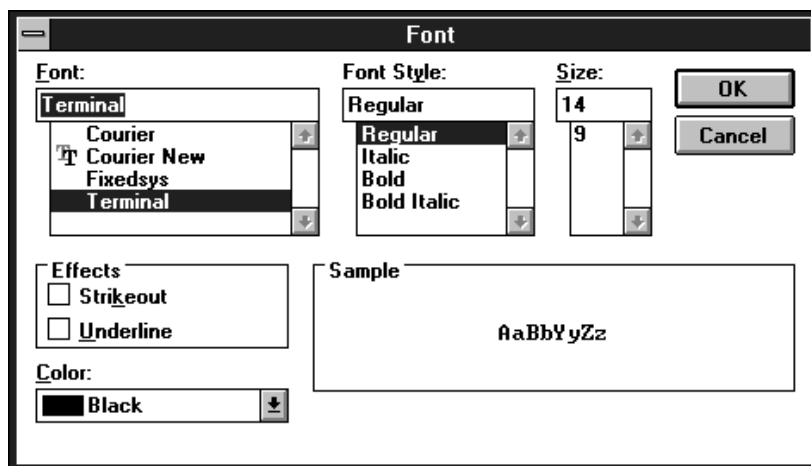 Font
Font:
Terminal
Courier
Courier New
Fixedsys
Terminal
Font Style:
Regular
Regular
Italic
Bold
Bold Italic
Size:
14
9
OK
Cancel
Effects
Strikeout
Underline
Color:
Black
Sample
AaBbYyZz